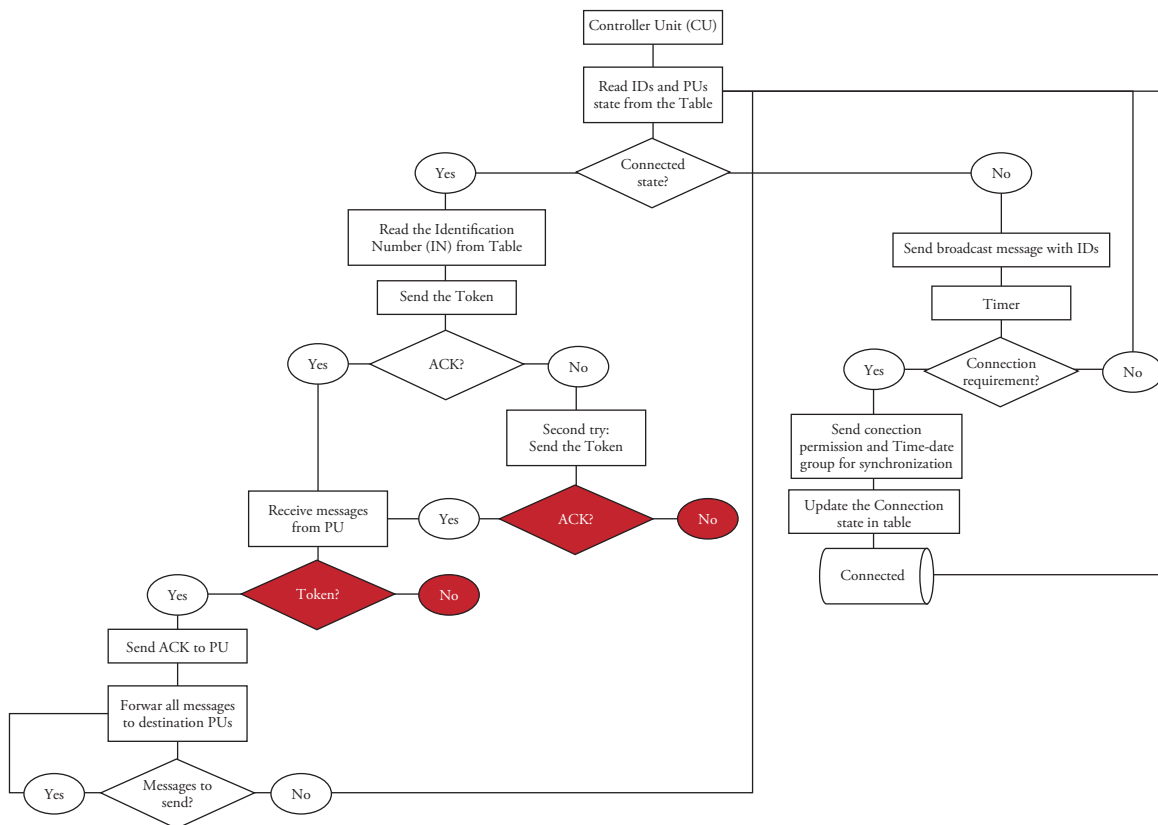 Controller Unit (CU)
Read IDs and PUs
state from the Table
Connected
state?
Yes
No
Read the Identification
Number (IN) from Table
Send broadcast message with IDs
Send the Token
Timer
Yes
ACK?
No
Yes
Connection
requirement?
No
Second try:
Send the Token
Send conection
permission and Time-date
group for synchronization
Receive messages
from PU
Yes
ACK?
No
Update the Connection
state in table
Connected
Yes
Token?
No
Send ACK to PU
Forwar all messages
to destination PUs
Yes
Messages to
send?
No